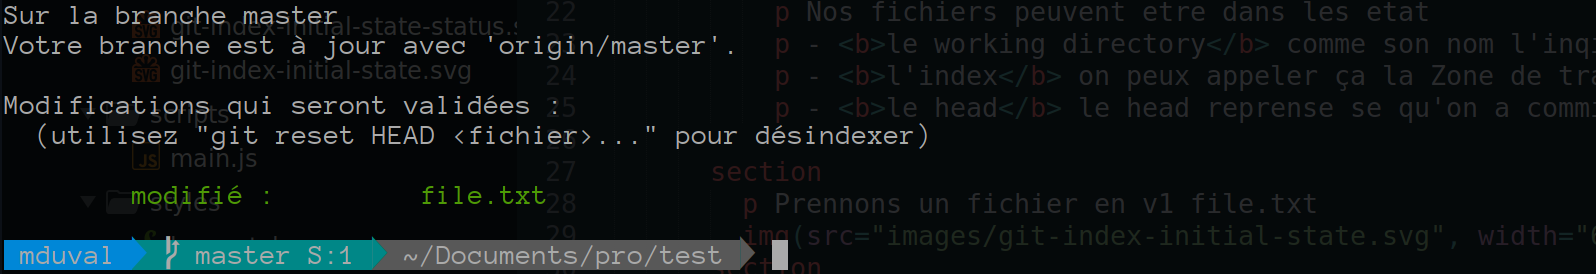 Sur la branche master
Votre branche est à jour avec 'origin/master'.
Modifications qui seront validées :
(utilisez "git reset HEAD <fichier>..." pour désindexer)
modifié : file.txt
mduval master S:1 ~/Documents/pro/test
git-index-initial-state-status.s
git-index-initial-state.svg
scripts
main.js
styles
22 p Nos fichiers peuvent etre dans les etat
p - <b>le working directory</b> comme son nom l'inqi
24 p - <b>l'index</b> on peux appeler ça la Zone de tra
25 p - <b>le head</b> le head reprense se qu'on a commi
27 section
28 p Prennons un fichier en v1 file.txt
29 img(src="images/git-index-initial-state.svg", width="6